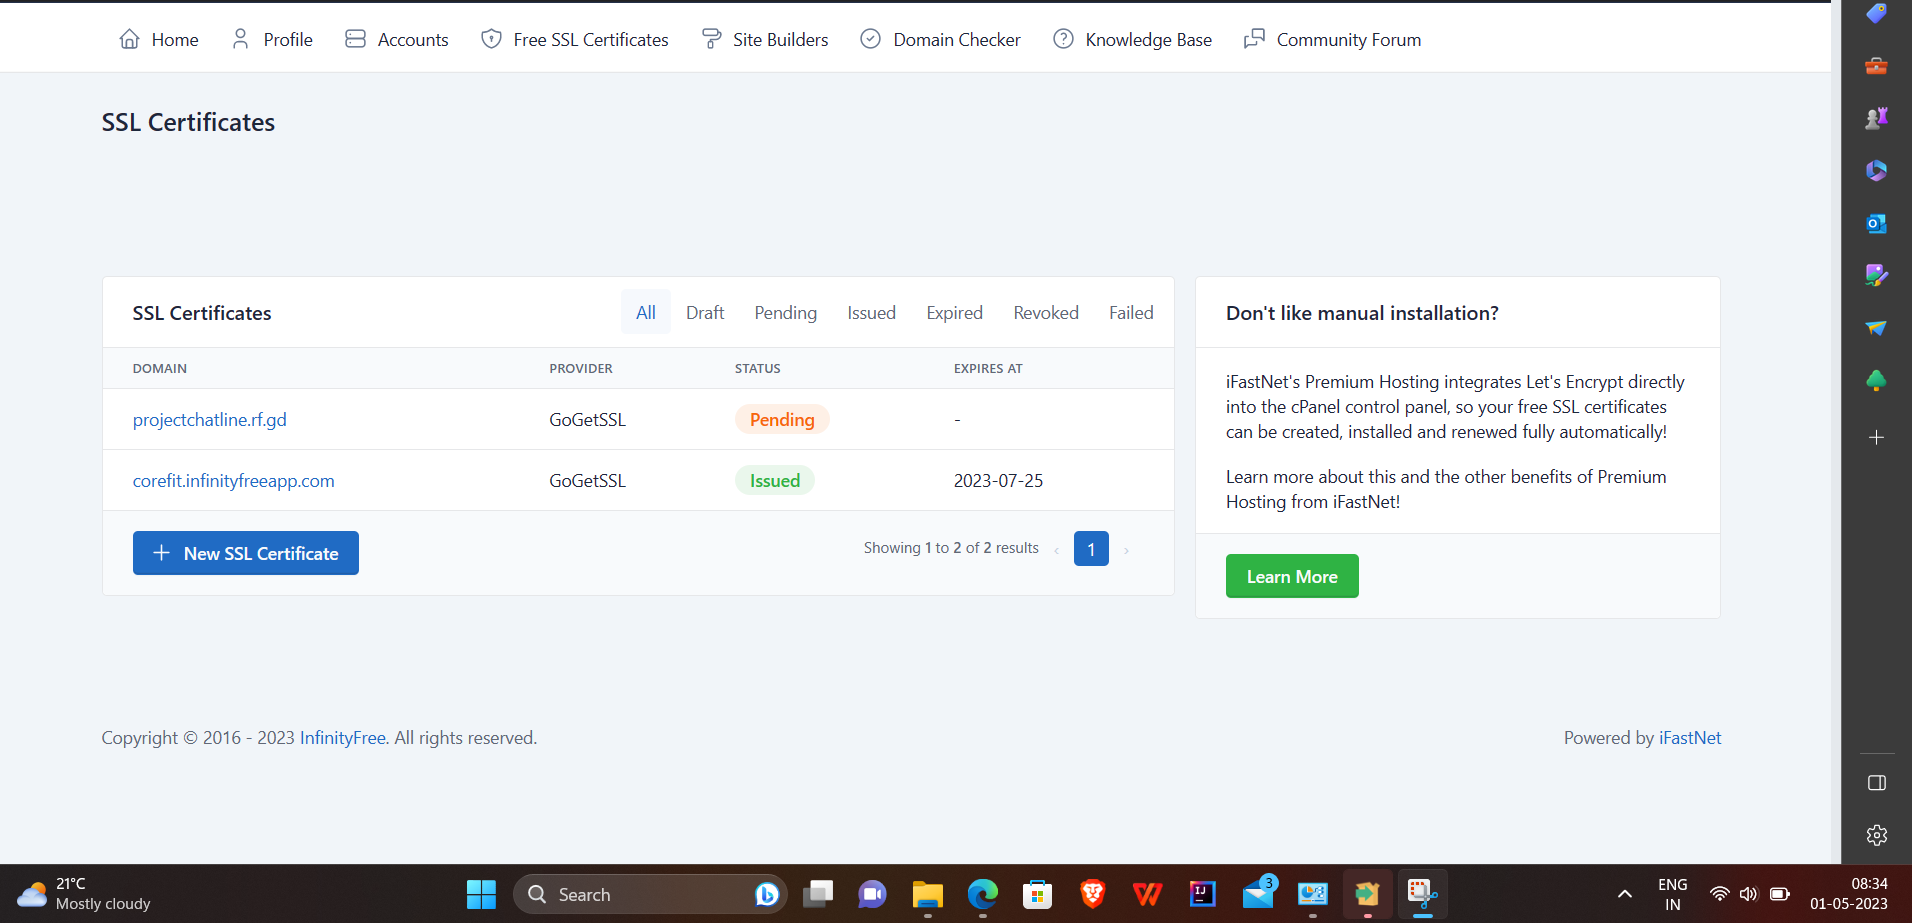 Home Profile Accounts Free SSL Certificates Site Builders Domain Checker Knowledge Base Community Forum
SSL Certificates
SSL Certificates All Draft Pending Issued Expired Revoked Failed
DOMAIN PROVIDER STATUS EXPIRES AT
projectchatline.rf.gd GoGetSSL Pending -
corefit.infinityfreeapp.com GoGetSSL Issued 2023-07-25
+ New SSL Certificate Showing 1 to 2 of 2 results ‹ 1 ›
Don't like manual installation?
iFastNet's Premium Hosting integrates Let's Encrypt directly
into the cPanel control panel, so your free SSL certificates
can be created, installed and renewed fully automatically!
Learn more about this and the other benefits of Premium
Hosting from iFastNet!
Learn More
Copyright © 2016 - 2023 InfinityFree. All rights reserved. Powered by iFastNet
21°C
Mostly cloudy
Search
3
ENG
IN
08:34
01-05-2023